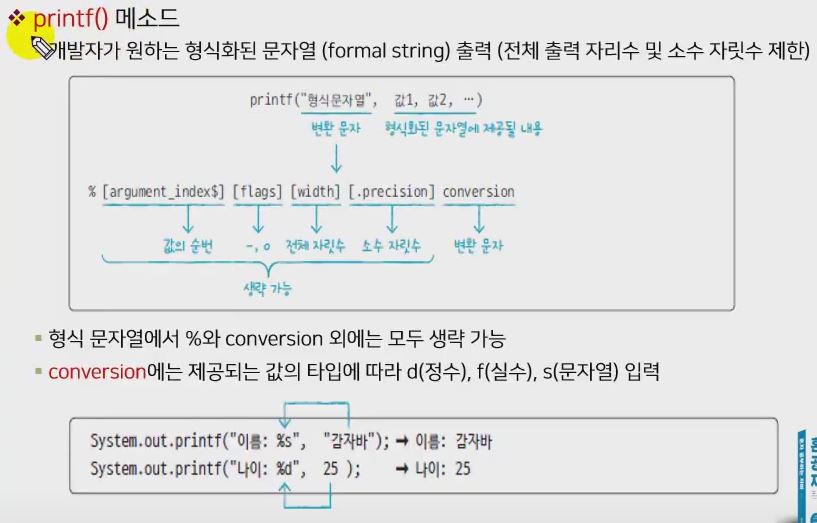 ❖ printf() 메소드
개발자가 원하는 형식화된 문자열 (formal string) 출력 (전체 출력 자리수 및 소수 자릿수 제한)
printf("형식문자열", 값1, 값2, …)
변환 문자 형식화된 문자열에 제공될 내용
% [argument_index$] [flags] [width] [.precision] conversion
값의 순번 -, 0 전체 자릿수 소수 자릿수 변환 문자
생략 가능
▪ 형식 문자열에서 %와 conversion 외에는 모두 생략 가능
▪ conversion에는 제공되는 값의 타입에 따라 d(정수), f(실수), s(문자열) 입력
System.out.printf("이름: %s", "감자바"); → 이름: 감자바
System.out.printf("나이: %d", 25 ); → 나이: 25